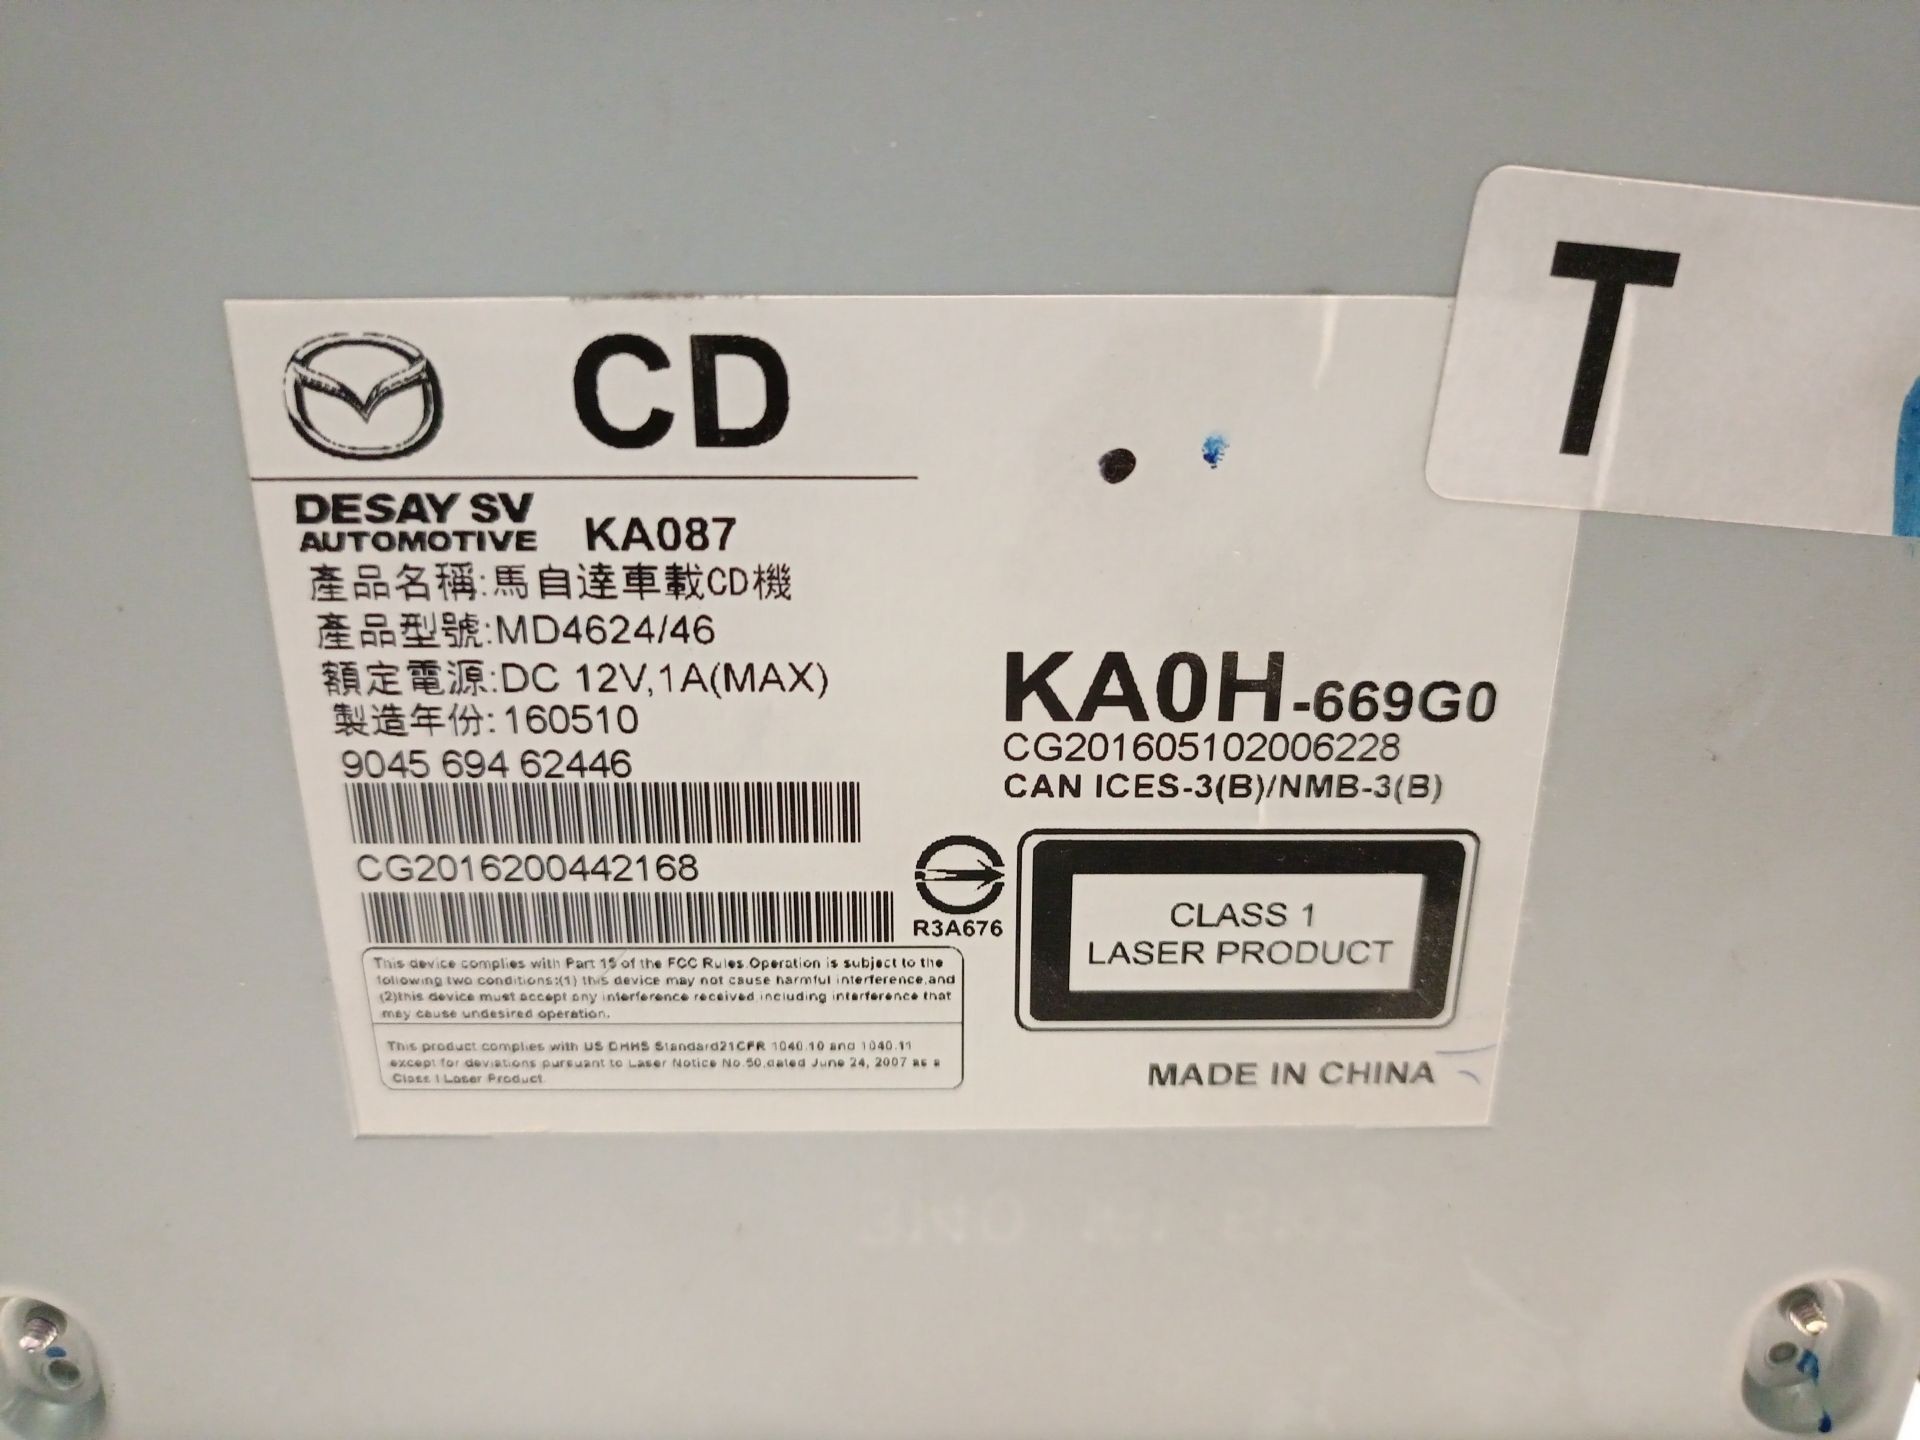 CD
T
DESAY SV
AUTOMOTIVE KA087
產品名稱:馬自達車載CD機
產品型號:MD4624/46
額定電源:DC 12V,1A(MAX)
製造年份:160510
9045 694 62446
CG2016200442168
KA0H-669G0
CG201605102006228
CAN ICES-3(B)/NMB-3(B)
R3A676
CLASS 1
LASER PRODUCT
This device complies with Part 15 of the FCC Rules.Operation is subject to the
following two conditions:(1) this device may not cause harmful interference,and
(2)this device must accept any interference received,including interference that
may cause undesired operation.
This product complies with US DHHS Standard21CFR 1040.10 and 1040.11
except for deviations pursuant to Laser Notice No.50,dated June 24, 2007 as a
Class I Laser Product
MADE IN CHINA